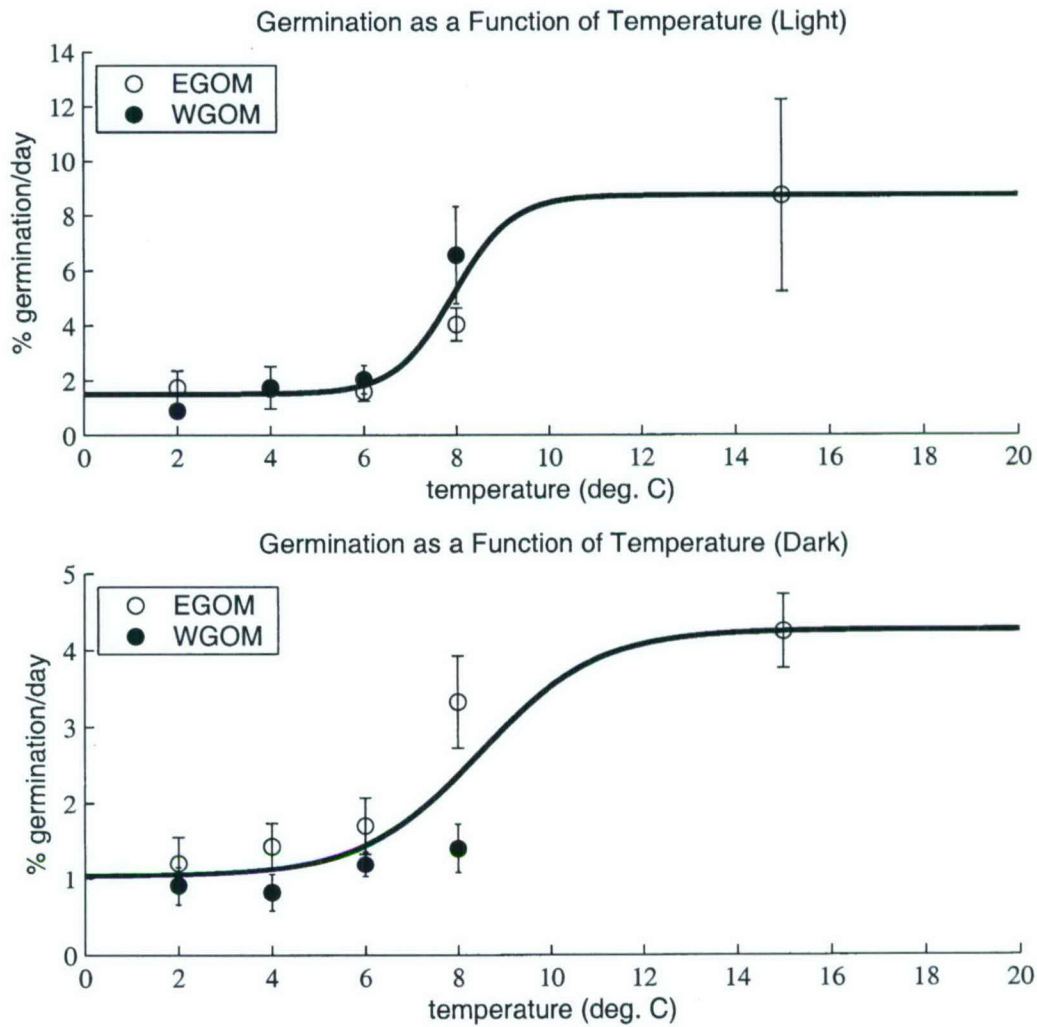 Germination as a Function of Temperature (Light)
14
12
10
8
6
4
2
0
% germination/day
EGOM
WGOM
0 2 4 6 8 10 12 14 16 18 20
temperature (deg. C)
Germination as a Function of Temperature (Dark)
5
4
3
2
1
0
% germination/day
EGOM
WGOM
0 2 4 6 8 10 12 14 16 18 20
temperature (deg. C)